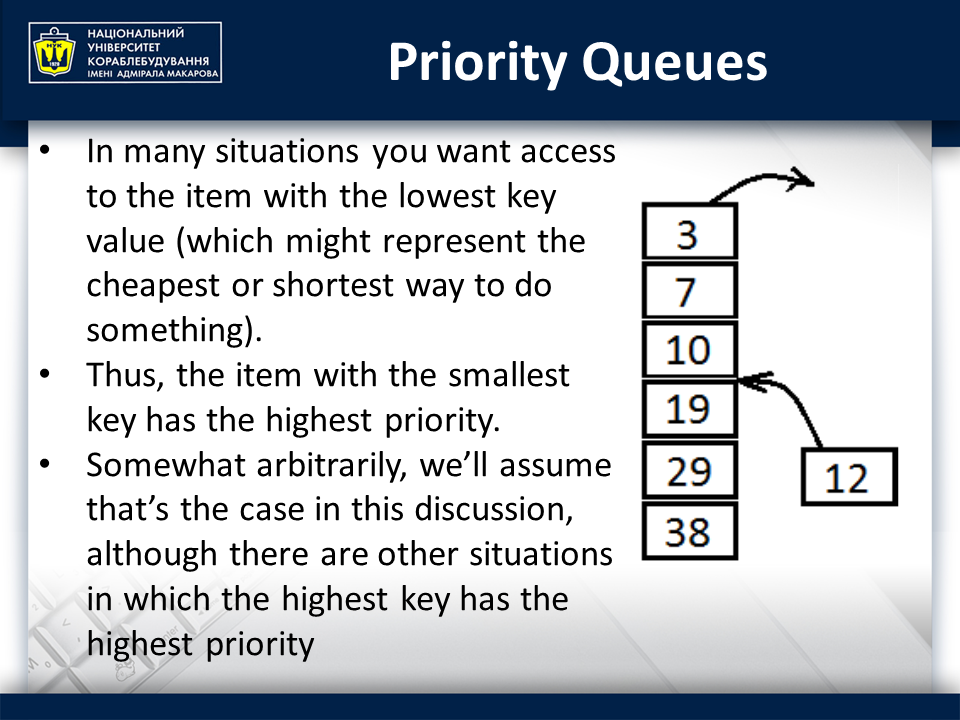 НАЦІОНАЛЬНИЙ
УНІВЕРСИТЕТ
КОРАБЛЕБУДУВАННЯ
ІМЕНІ АДМІРАЛА МАКАРОВА
НУК
1920
Priority Queues
• In many situations you want access
to the item with the lowest key
value (which might represent the
cheapest or shortest way to do
something).
• Thus, the item with the smallest
key has the highest priority.
• Somewhat arbitrarily, we’ll assume
that’s the case in this discussion,
although there are other situations
in which the highest key has the
highest priority
3
7
10
19
29
38
12